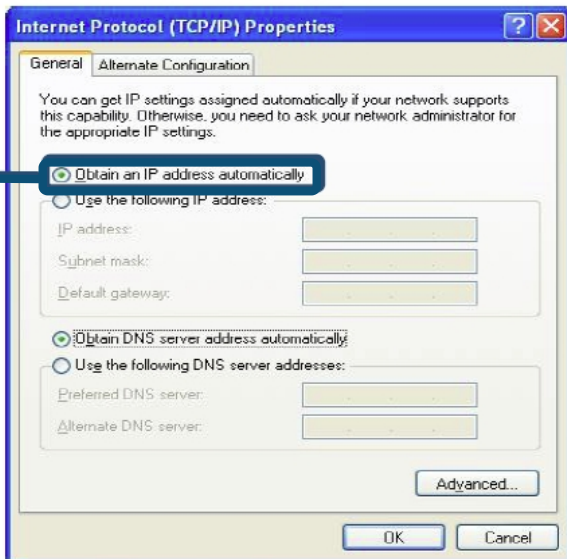 Internet Protocol (TCP/IP) Properties
General
Alternate Configuration
You can get IP settings assigned automatically if your network supports
this capability. Otherwise, you need to ask your network administrator for
the appropriate IP settings.
Obtain an IP address automatically
Use the following IP address:
IP address:
Subnet mask:
Default gateway:
Obtain DNS server address automatically
Use the following DNS server addresses:
Preferred DNS server:
Alternate DNS server:
Advanced...
OK
Cancel